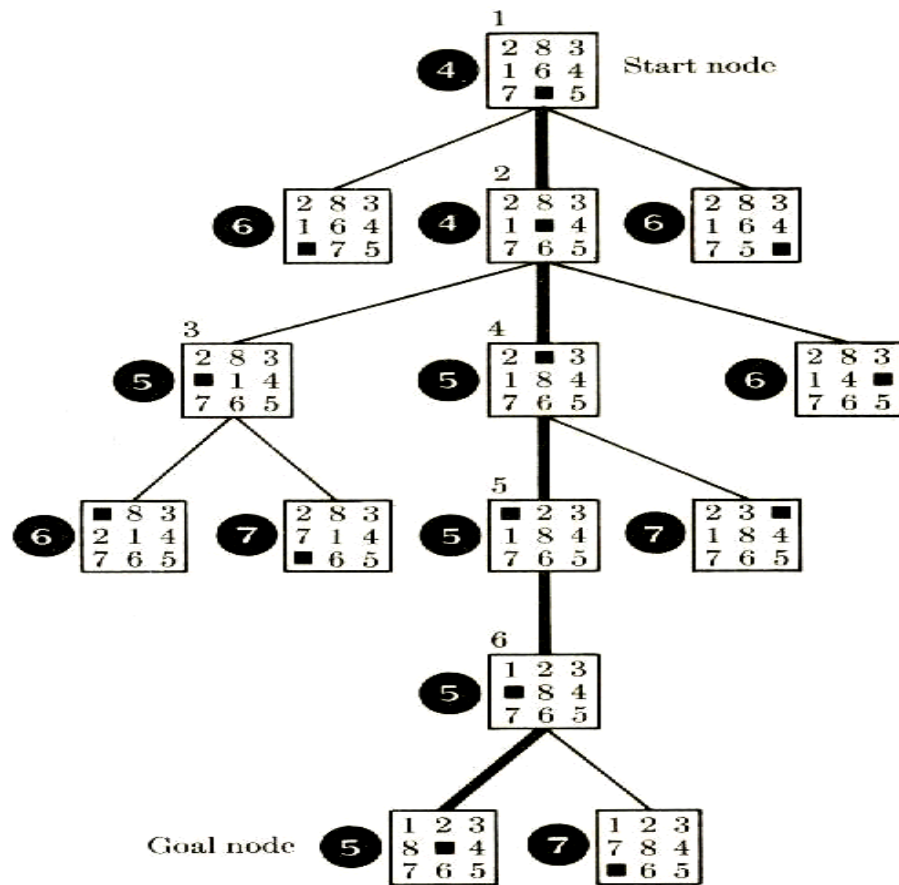 1
2 8 3
4 1 6 4 Start node
7 ■ 5
2
2 8 3 2 8 3 2 8 3
6 1 6 4 4 1 ■ 4 6 1 6 4
■ 7 5 7 6 5 7 5 ■
3 4
2 8 3 2 ■ 3 2 8 3
5 ■ 1 4 5 1 8 4 6 1 4 ■
7 6 5 7 6 5 7 6 5
5
■ 8 3 2 8 3 ■ 2 3 2 3 ■
6 2 1 4 7 7 1 4 5 1 8 4 7 1 8 4
7 6 5 ■ 6 5 7 6 5 7 6 5
6
1 2 3
5 ■ 8 4
7 6 5
1 2 3 1 2 3
Goal node 5 8 ■ 4 7 7 8 4
7 6 5 ■ 6 5